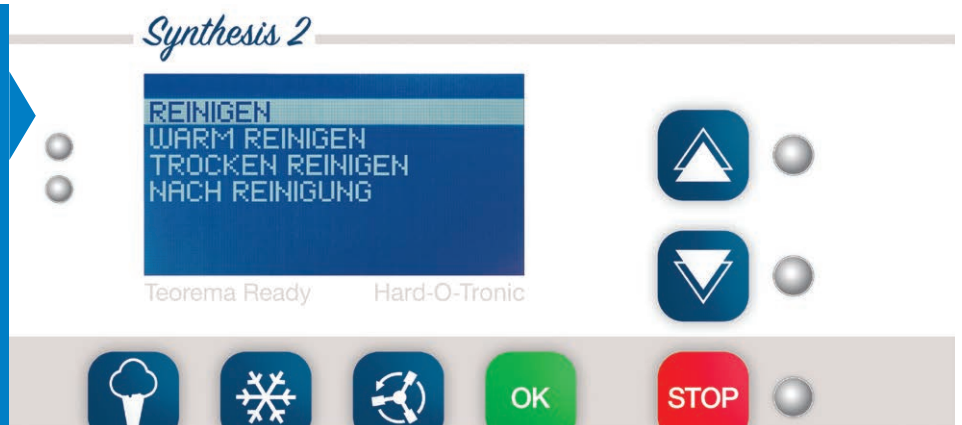 Synthesis 2
REINIGEN
WARM REINIGEN
TROCKEN REINIGEN
NACH REINIGUNG
Teorema Ready Hard-O-Tronic
OK STOP